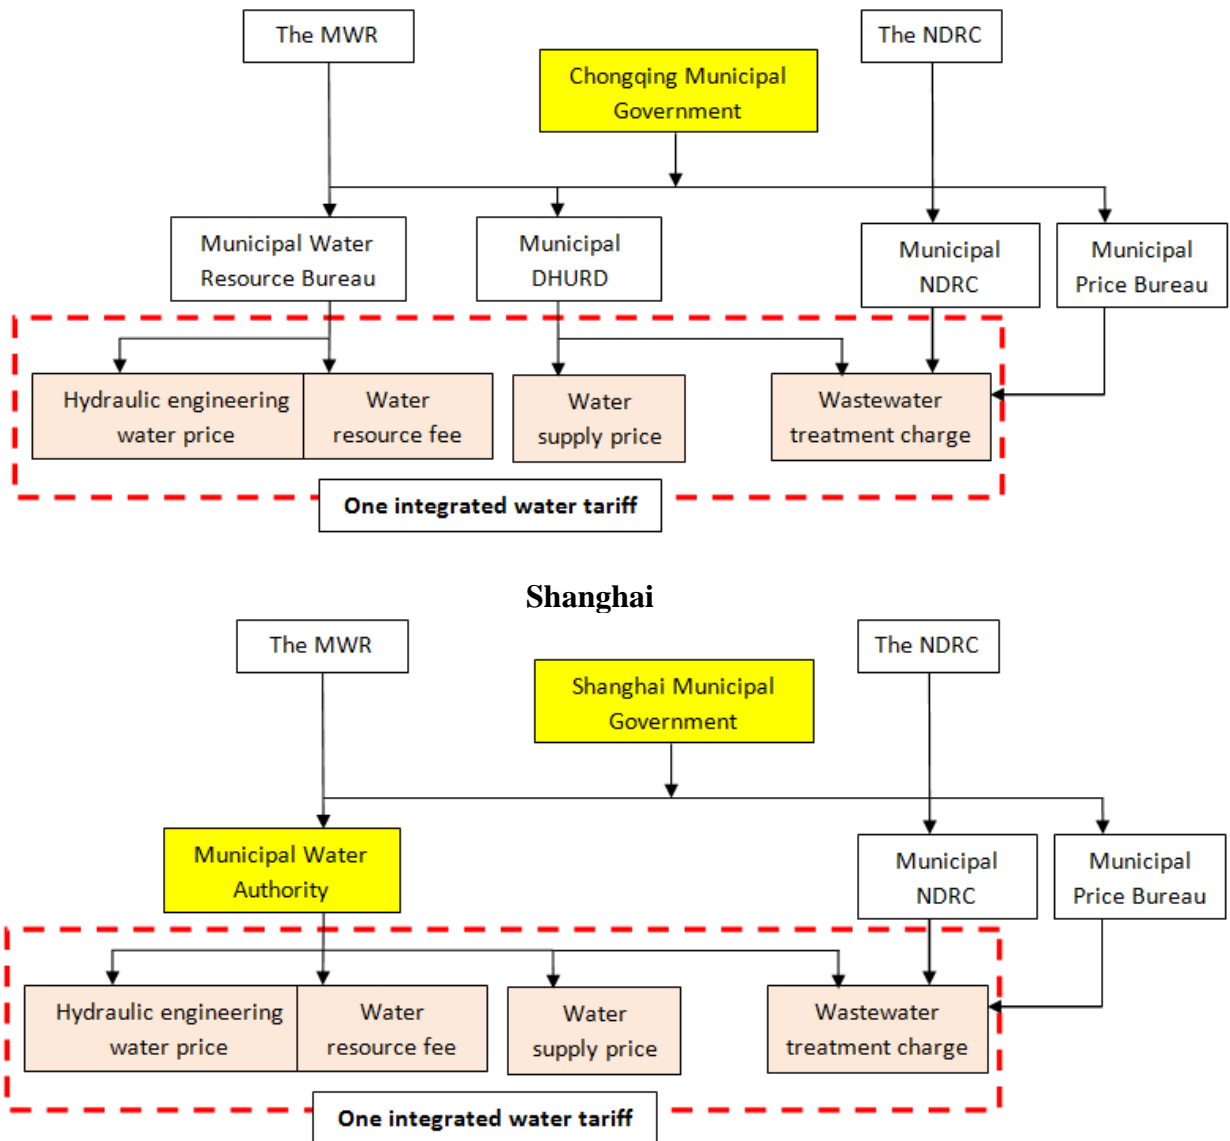 The MWR
The NDRC
Chongqing Municipal
Government
Municipal Water
Resource Bureau
Municipal
DHURD
Municipal
NDRC
Municipal
Price Bureau
Hydraulic engineering
water price
Water
resource fee
Water
supply price
Wastewater
treatment charge
One integrated water tariff
Shanghai
The MWR
The NDRC
Shanghai Municipal
Government
Municipal Water
Authority
Municipal
NDRC
Municipal
Price Bureau
Hydraulic engineering
water price
Water
resource fee
Water
supply price
Wastewater
treatment charge
One integrated water tariff